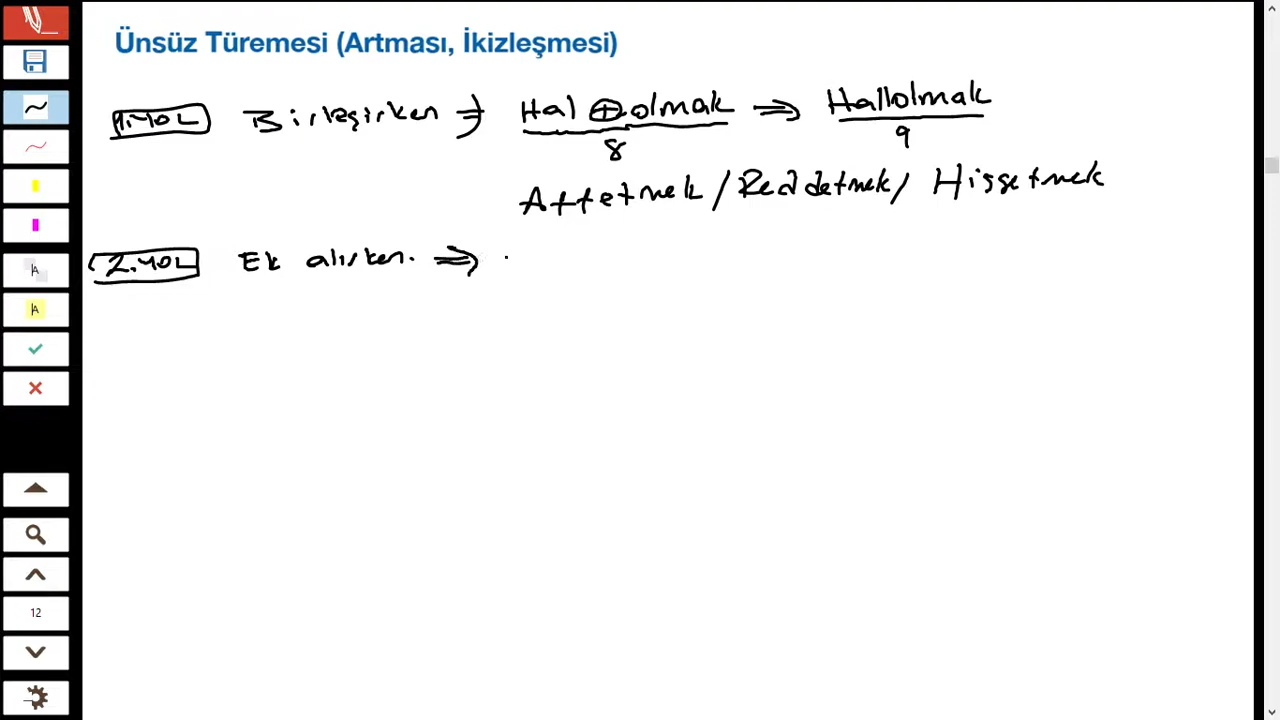 Ünsüz Türemesi (Artması, İkizleşmesi)
1.YOL Birleşirken ⇒ Hal ⊕ olmak ⇒ Hallolmak
8 9
Affetmek / Reddetmek / Hissetmek
2.YOL Ek alırken. ⇒
12